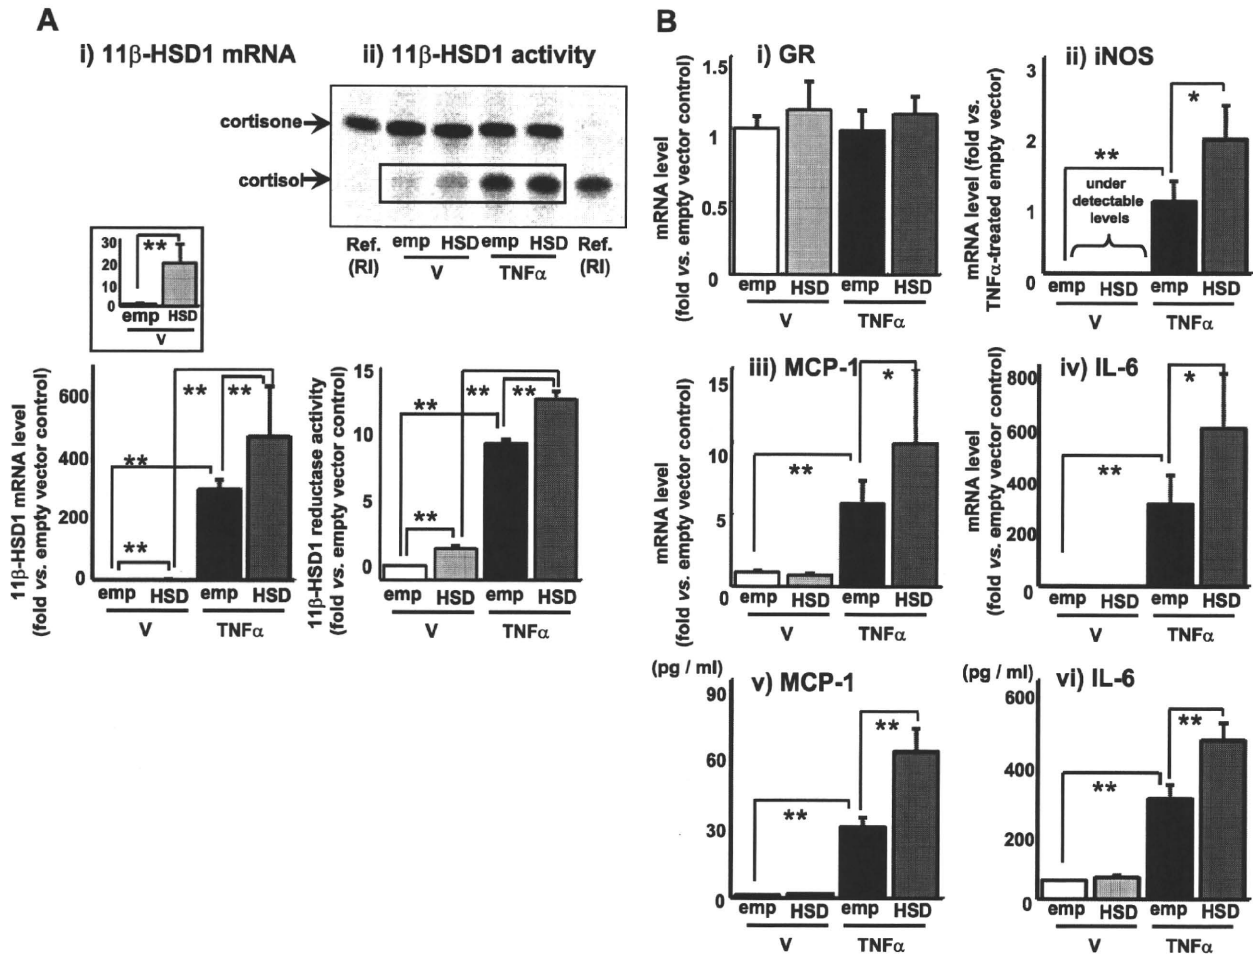 A
i) 11β-HSD1 mRNA
ii) 11β-HSD1 activity
cortisone
cortisol
Ref. (RI)
emp HSD emp HSD
V TNFα
Ref. (RI)
30
20
10
0
**
emp HSD
V
11β-HSD1 mRNA level
(fold vs. empty vector control)
600
400
200
0
** **
**
**
emp HSD emp HSD
V TNFα
11β-HSD1 reductase activity
(fold vs. empty vector control)
15
10
5
0
** ** **
**
emp HSD emp HSD
V TNFα
B
i) GR
mRNA level
(fold vs. empty vector control)
1.5
1
0.5
0
emp HSD emp HSD
V TNFα
ii) iNOS
mRNA level (fold vs.
TNFα-treated empty vector)
3
2
1
0
*
**
under
detectable
levels
emp HSD emp HSD
V TNFα
iii) MCP-1
mRNA level
(fold vs. empty vector control)
15
10
5
0
*
**
emp HSD emp HSD
V TNFα
iv) IL-6
mRNA level
(fold vs. empty vector control)
800
600
400
200
0
*
**
emp HSD emp HSD
V TNFα
v) MCP-1
(pg / ml)
90
60
30
0
**
**
emp HSD emp HSD
V TNFα
vi) IL-6
(pg / ml)
600
400
200
0
**
**
emp HSD emp HSD
V TNFα